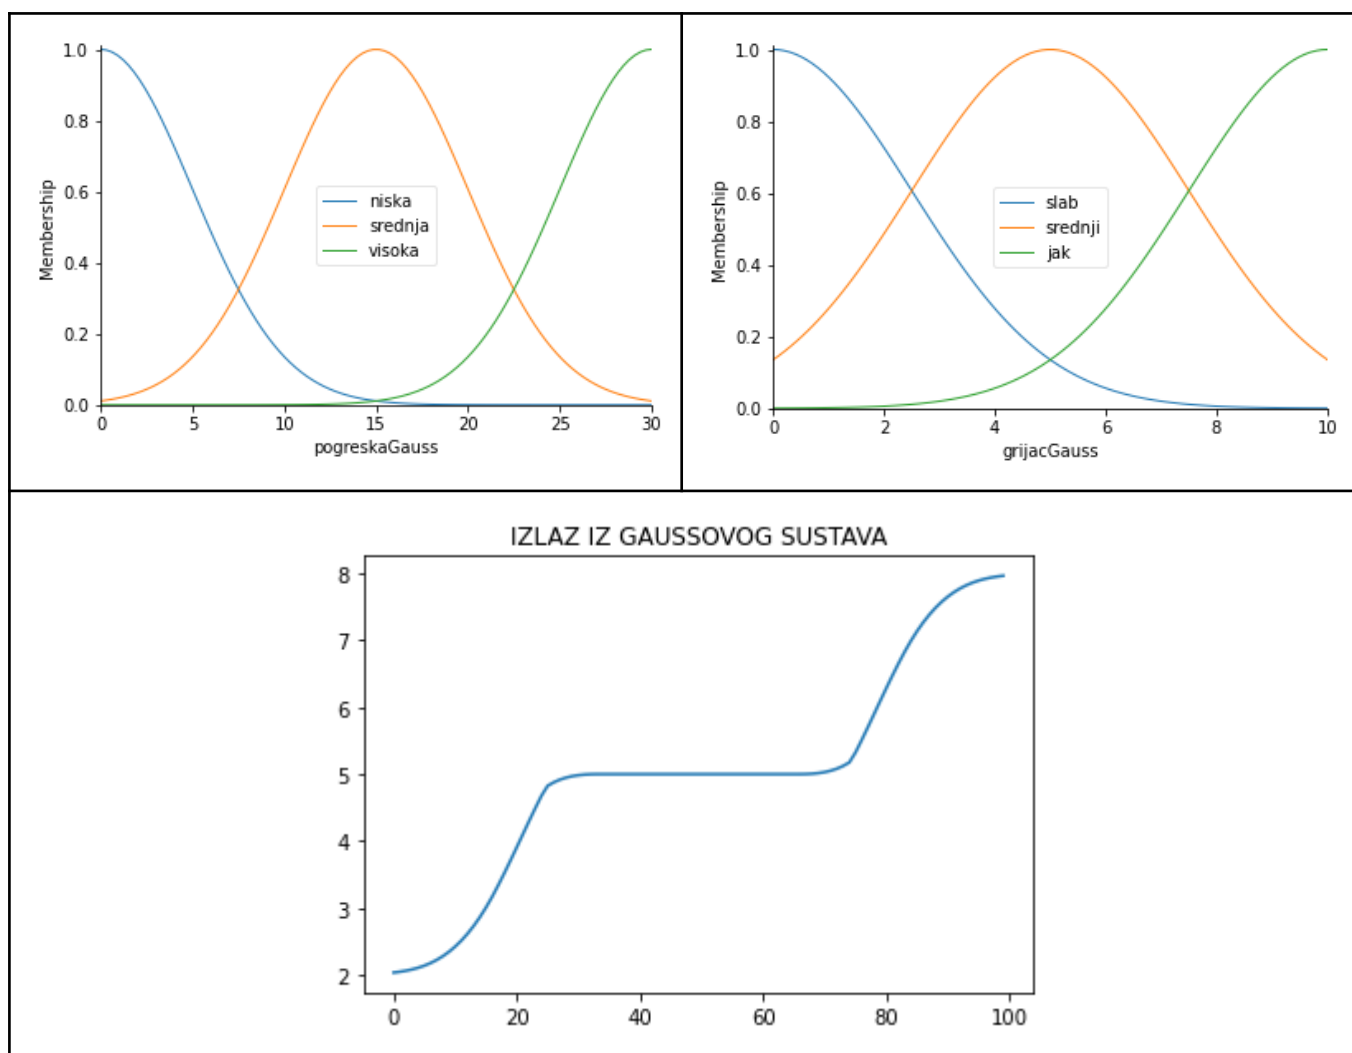 1.0
0.8
0.6
0.4
0.2
0.0
Membership
niska
srednja
visoka
0 5 10 15 20 25 30
pogreskaGauss
1.0
0.8
0.6
0.4
0.2
0.0
Membership
slab
srednji
jak
0 2 4 6 8 10
grijacGauss
IZLAZ IZ GAUSSOVOG SUSTAVA
8
7
6
5
4
3
2
0 20 40 60 80 100